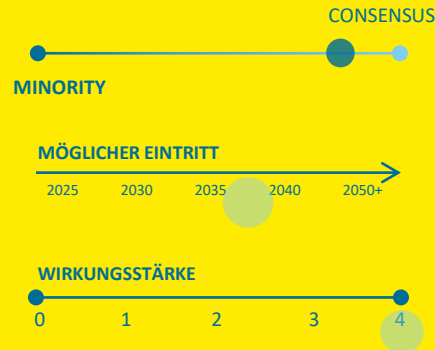 CONSENSUS
MINORITY
MÖGLICHER EINTRITT
2025 2030 2035 2040 2050+
WIRKUNGSSTÄRKE
0 1 2 3 4